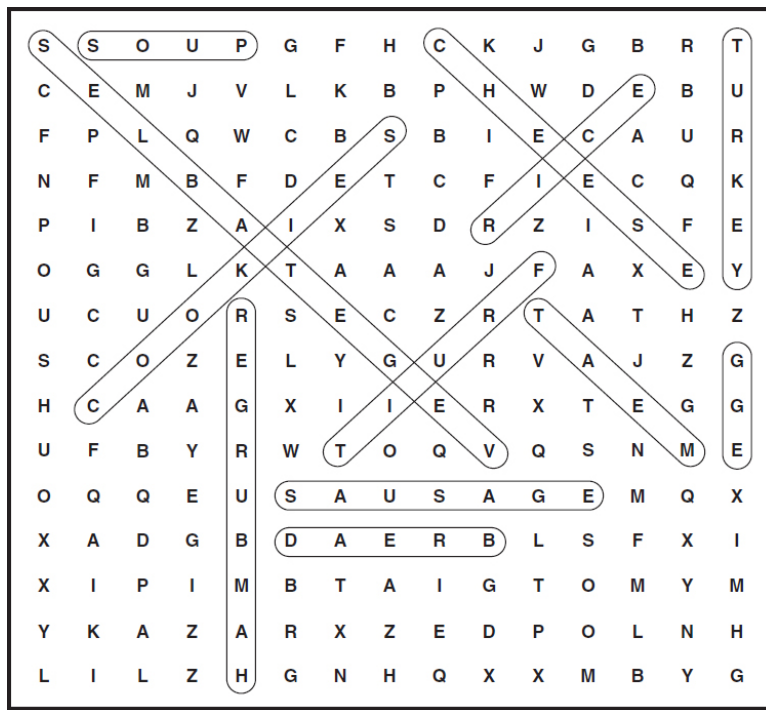 S S O U P G F H C K J G B R T
C E M J V L K B P H W D E B U
F P L Q W C B S B I E C A U R
N F M B F D E T C F I E C Q K
P I B Z A I X S D R Z I S F E
O G G L K T A A A J F A X E Y
U C U O R S E C Z R T A T H Z
S C O Z E L Y G U R V A J Z G
H C A A G X I I E R X T E G G
U F B Y R W T O Q V Q S N M E
O Q Q E U S A U S A G E M Q X
X A D G B D A E R B L S F X I
X I P I M B T A I G T O M Y M
Y K A Z A R X Z E D P O L N H
L I L Z H G N H Q X X M B Y G